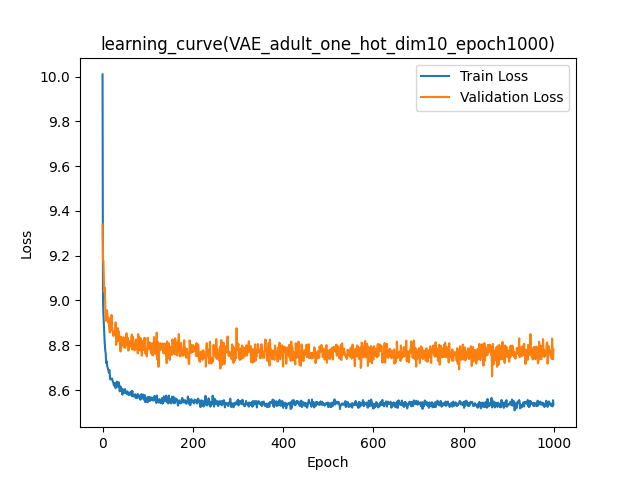 learning_curve(VAE_adult_one_hot_dim10_epoch1000)
Train Loss
Validation Loss
Loss
10.0
9.8
9.6
9.4
9.2
9.0
8.8
8.6
0 200 400 600 800 1000
Epoch